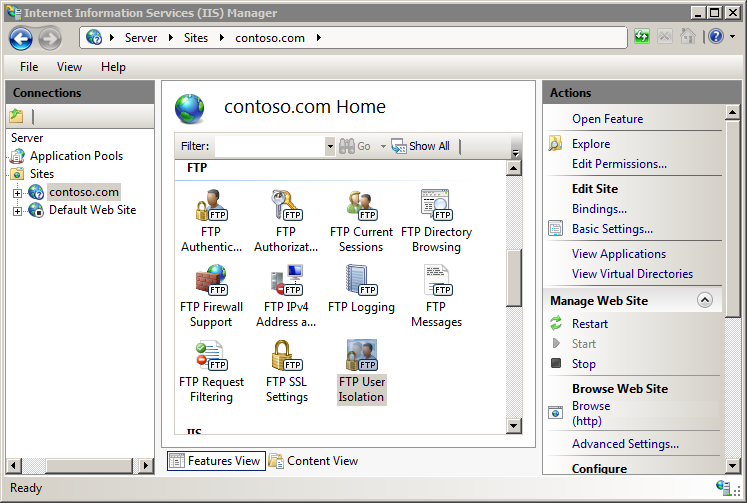 Internet Information Services (IIS) Manager
Server Sites contoso.com
File View Help
Connections
Server
Application Pools
Sites
contoso.com
Default Web Site
contoso.com Home
Filter: Go Show All
FTP
FTP Authentic...
FTP Authorizat...
FTP Current Sessions
FTP Directory Browsing
FTP Firewall Support
FTP IPv4 Address a...
FTP Logging
FTP Messages
FTP Request Filtering
FTP SSL Settings
FTP User Isolation
IIS
Features View Content View
Actions
Open Feature
Explore
Edit Permissions...
Edit Site
Bindings...
Basic Settings...
View Applications
View Virtual Directories
Manage Web Site
Restart
Start
Stop
Browse Web Site
Browse
(http)
Advanced Settings...
Configure
Ready